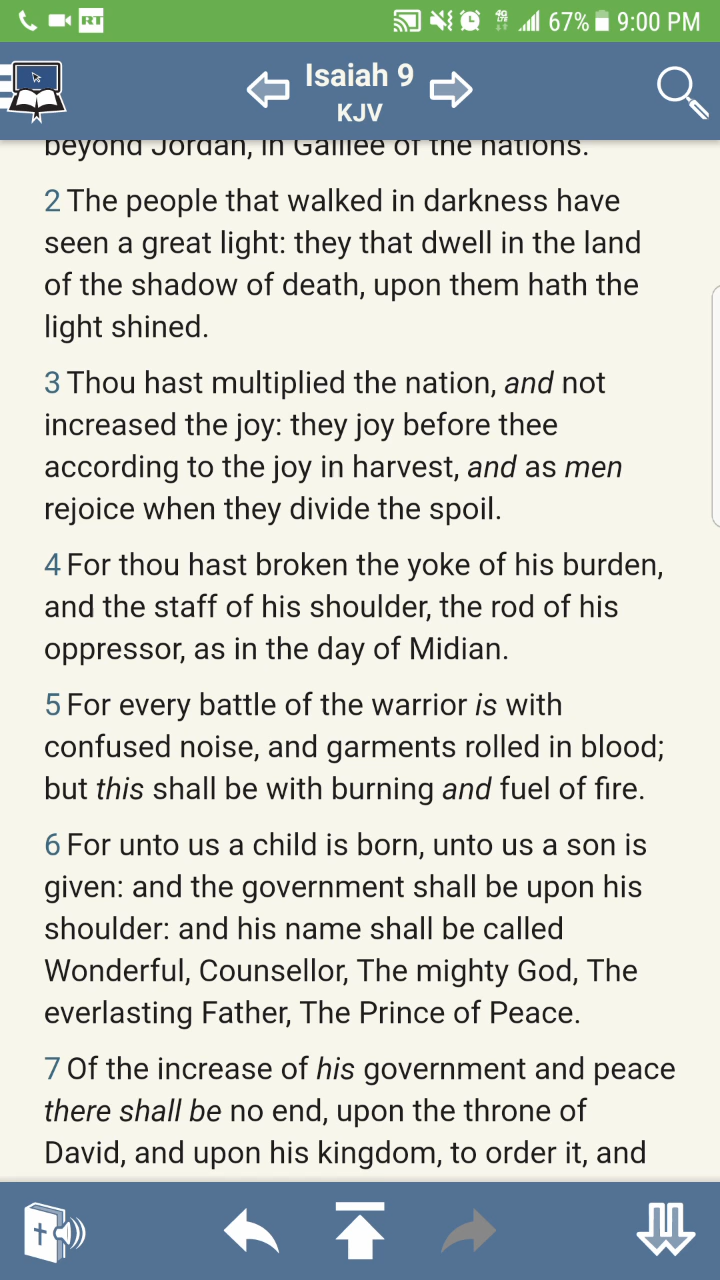 RT 4G LTE 67% 9:00 PM
Isaiah 9
KJV
beyond Jordan, in Galilee of the nations.
2 The people that walked in darkness have
seen a great light: they that dwell in the land
of the shadow of death, upon them hath the
light shined.
3 Thou hast multiplied the nation, and not
increased the joy: they joy before thee
according to the joy in harvest, and as men
rejoice when they divide the spoil.
4 For thou hast broken the yoke of his burden,
and the staff of his shoulder, the rod of his
oppressor, as in the day of Midian.
5 For every battle of the warrior is with
confused noise, and garments rolled in blood;
but this shall be with burning and fuel of fire.
6 For unto us a child is born, unto us a son is
given: and the government shall be upon his
shoulder: and his name shall be called
Wonderful, Counsellor, The mighty God, The
everlasting Father, The Prince of Peace.
7 Of the increase of his government and peace
there shall be no end, upon the throne of
David, and upon his kingdom, to order it, and